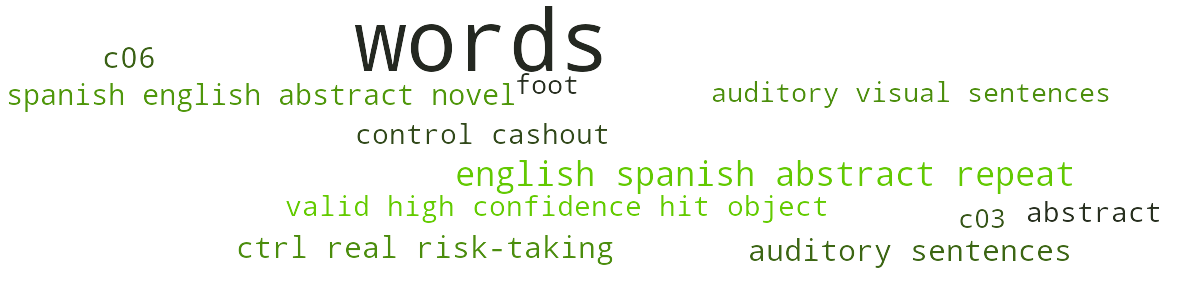 words
c06
foot
spanish english abstract novel
auditory visual sentences
control cashout
english spanish abstract repeat
valid high confidence hit object
c03
abstract
ctrl real risk-taking
auditory sentences